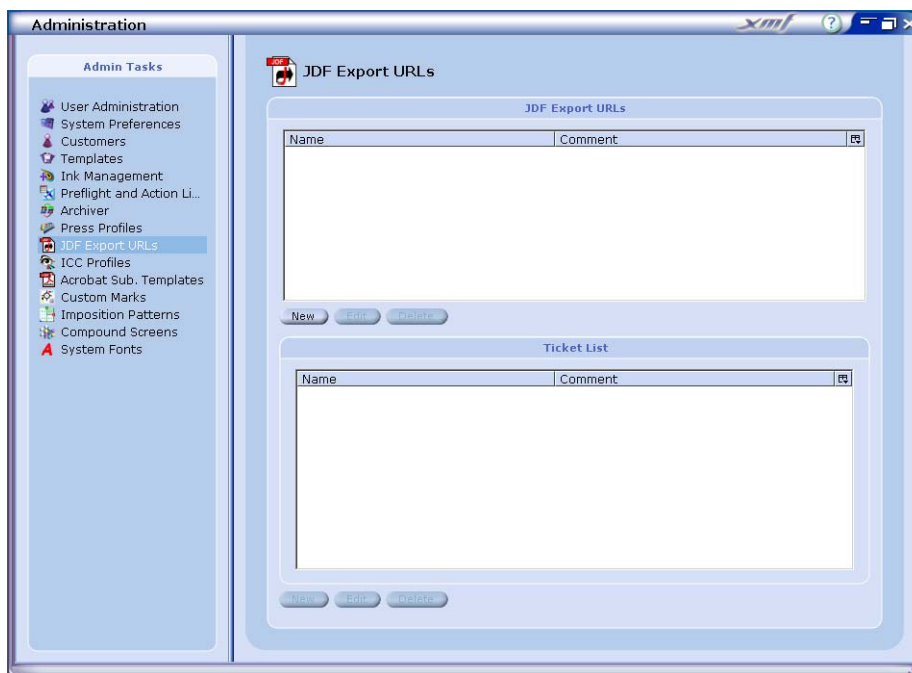 Administration
xmf
?
Admin Tasks
User Administration
System Preferences
Customers
Templates
Ink Management
Preflight and Action Li...
Archiver
Press Profiles
JDF Export URLs
ICC Profiles
Acrobat Sub. Templates
Custom Marks
Imposition Patterns
Compound Screens
System Fonts
JDF
JDF Export URLs
JDF Export URLs
Name Comment
New Edit Delete
Ticket List
Name Comment
New Edit Delete